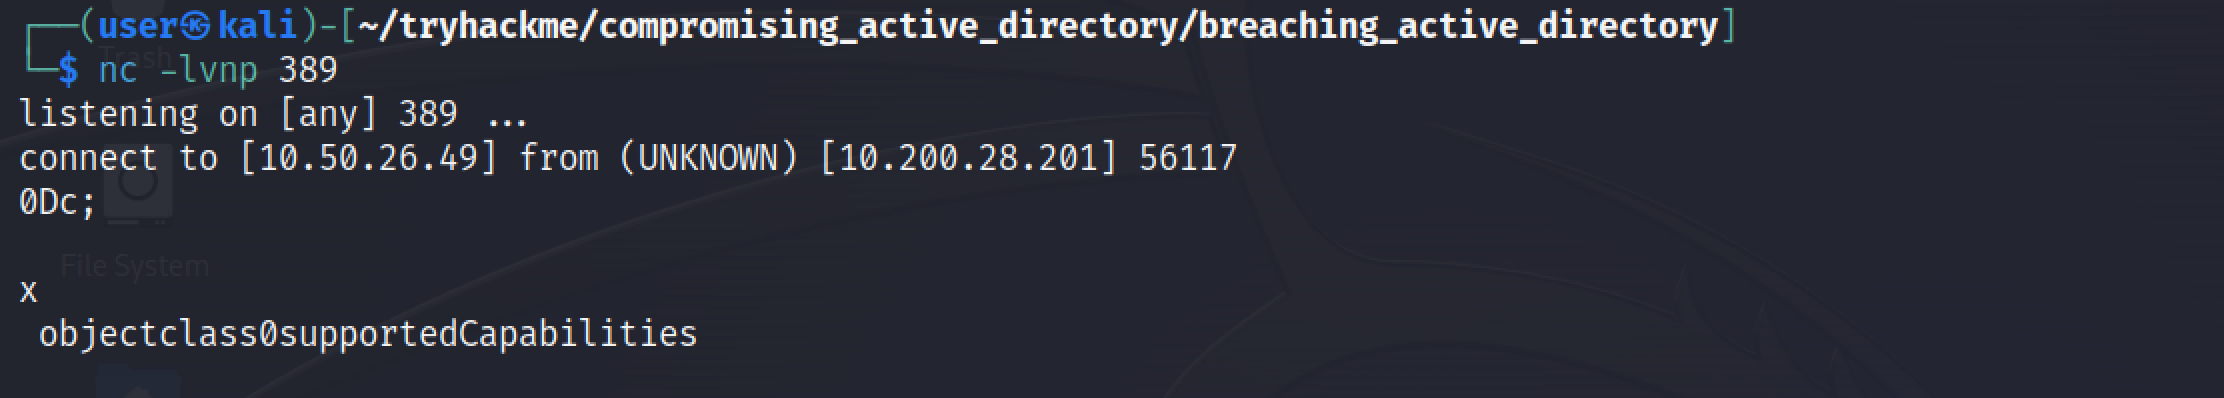 ┌──(user㉿kali)-[~/tryhackme/compromising_active_directory/breaching_active_directory]
└─$ nc -lvnp 389
Trash
listening on [any] 389 ...
connect to [10.50.26.49] from (UNKNOWN) [10.200.28.201] 56117
0Dc;
File System
x
objectclass0supportedCapabilities